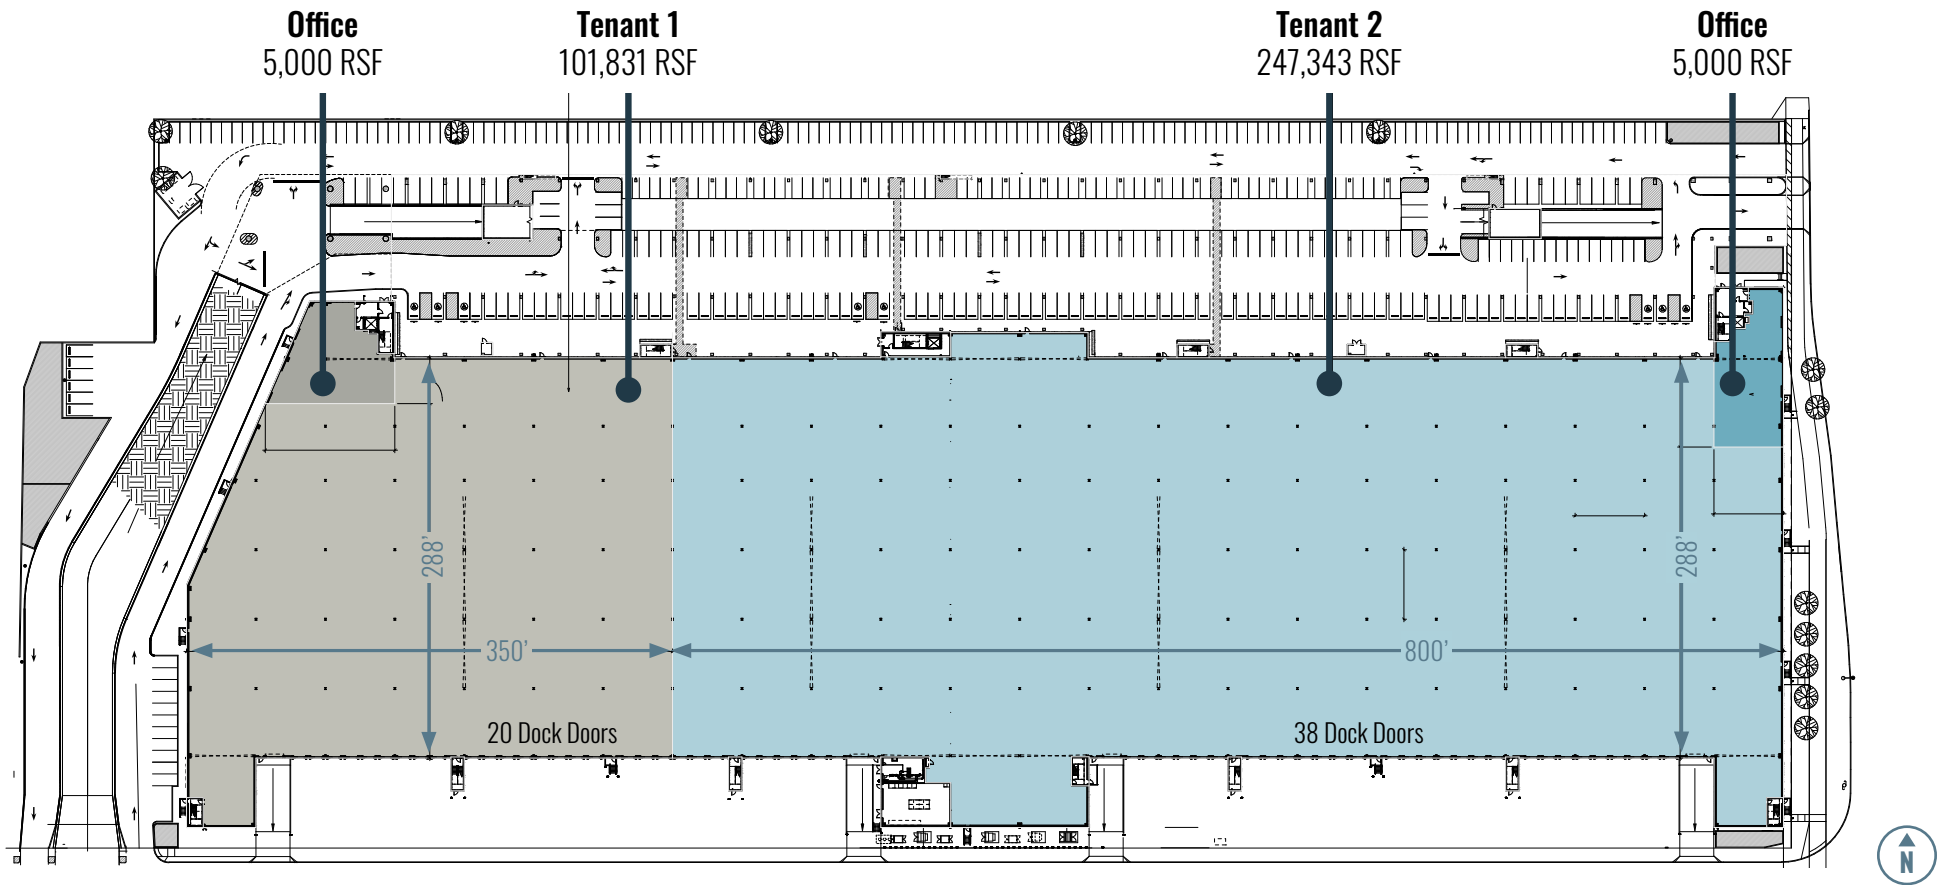 Office
5,000 RSF
Tenant 1
101,831 RSF
Tenant 2
247,343 RSF
Office
5,000 RSF
288'
288'
350'
800'
20 Dock Doors
38 Dock Doors
N